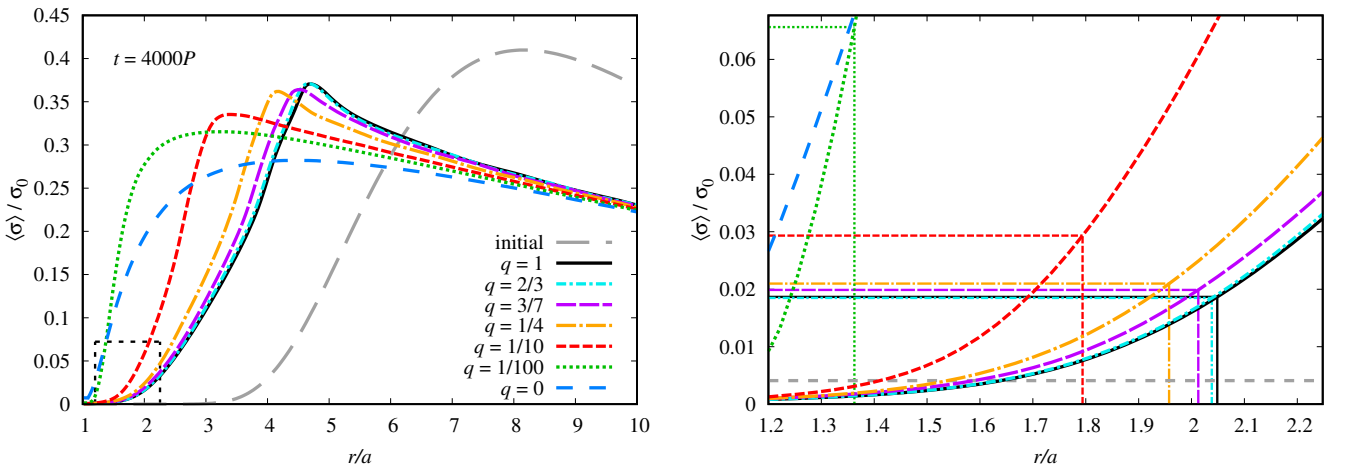 0.45
0.4
0.35
0.3
0.25
0.2
0.15
0.1
0.05
0
⟨σ⟩ / σ0
t = 4000P
initial
q = 1
q = 2/3
q = 3/7
q = 1/4
q = 1/10
q = 1/100
q = 0
1 2 3 4 5 6 7 8 9 10
r/a
0.06
0.05
0.04
0.03
0.02
0.01
0
⟨σ⟩ / σ0
1.2 1.3 1.4 1.5 1.6 1.7 1.8 1.9 2 2.1 2.2
r/a